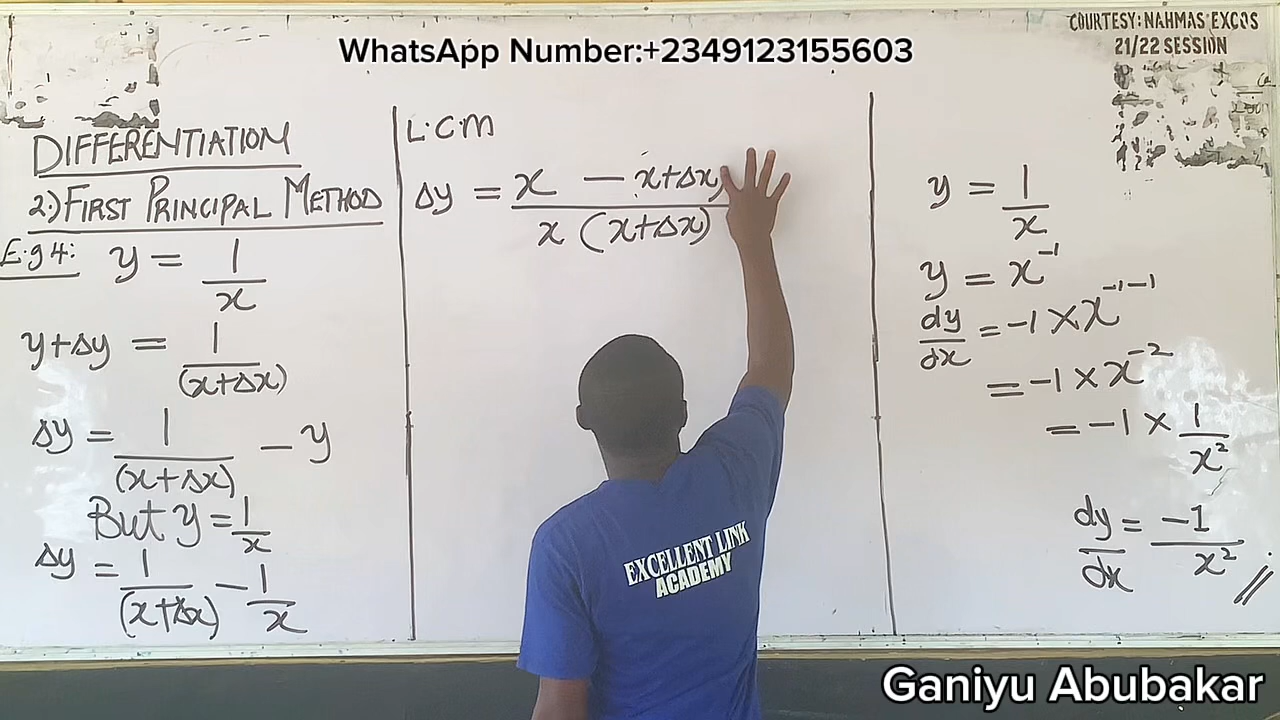 WhatsApp Number:+2349123155603
COURTESY: NAHMAS EXCOS
21/22 SESSION
DIFFERENTIATION
2.) FIRST PRINCIPAL METHOD
E.g 4: y = 1/x
y+Δy = 1/(x+Δx)
Δy = 1/(x+Δx) - y
But y = 1/x
Δy = 1/(x+Δx) - 1/x
L.C.M
Δy = x - x+Δx / x(x+Δx)
y = 1/x
y = x⁻¹
dy/dx = -1 × x⁻¹⁻¹
= -1 × x⁻²
= -1 × 1/x²
dy/dx = -1/x² //
EXCELLENT LINK
ACADEMY
Ganiyu Abubakar